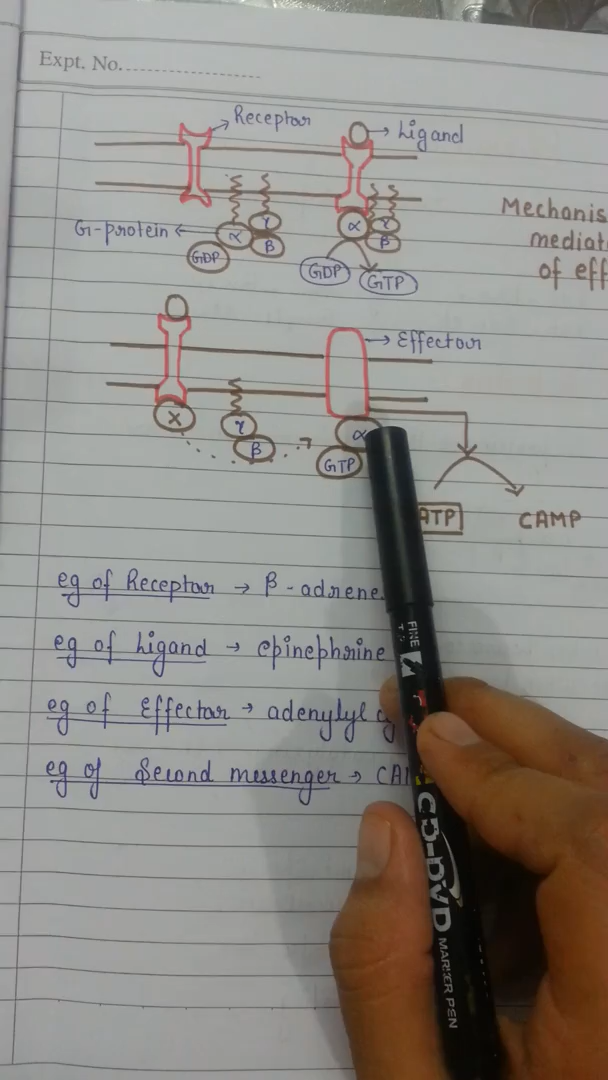 Expt. No.
Receptor
Ligand
G-protein
α
γ
β
GDP
α
γ
β
GDP
GTP
Mechanis
mediat
of eff
Effector
X
γ
β
α
GTP
ATP
CAMP
eg of Receptor → β-adrene
eg of Ligand → epinephrine
eg of Effector → adenylyl
eg of Second messenger → CA
FINE
CD-DVD
MARKER PEN